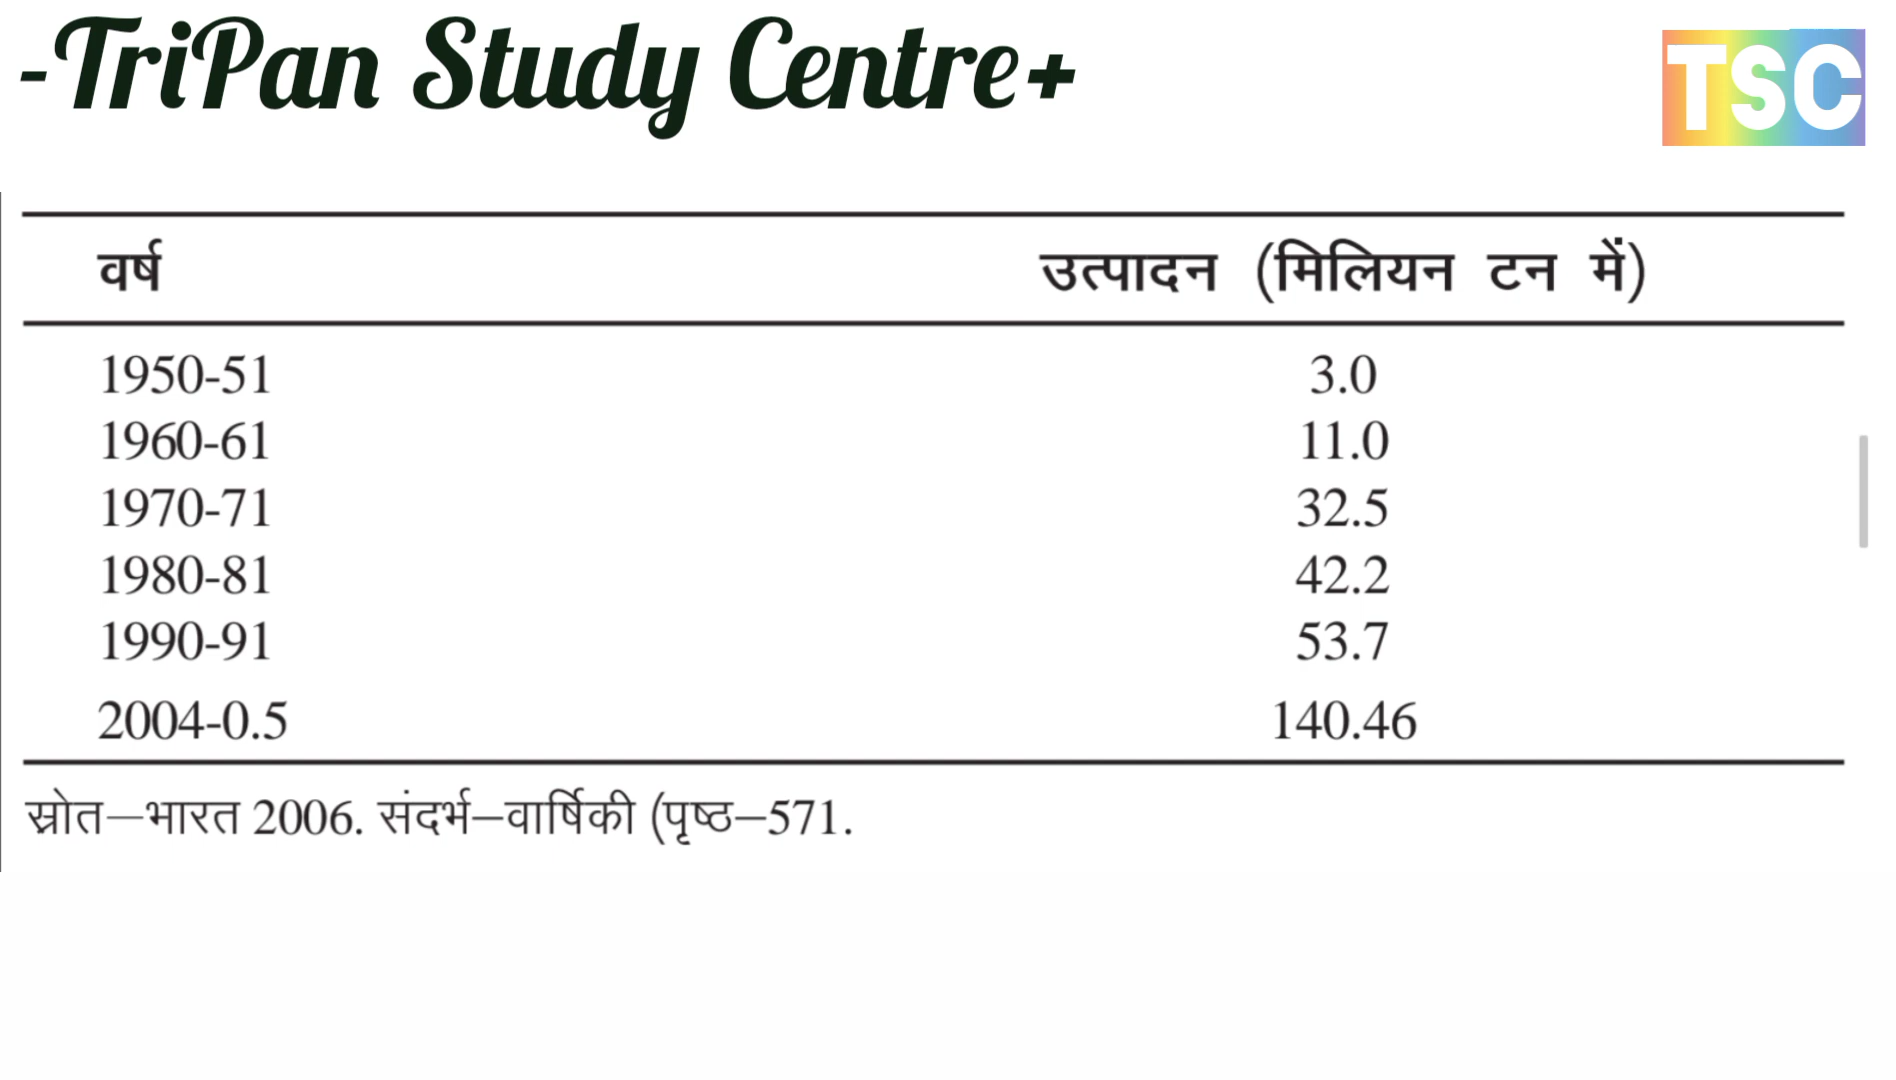 -TriPan Study Centre+
TSC
वर्ष उत्पादन (मिलियन टन में)
1950-51 3.0
1960-61 11.0
1970-71 32.5
1980-81 42.2
1990-91 53.7
2004-0.5 140.46
स्रोत—भारत 2006. संदर्भ–वार्षिकी (पृष्ठ–571.